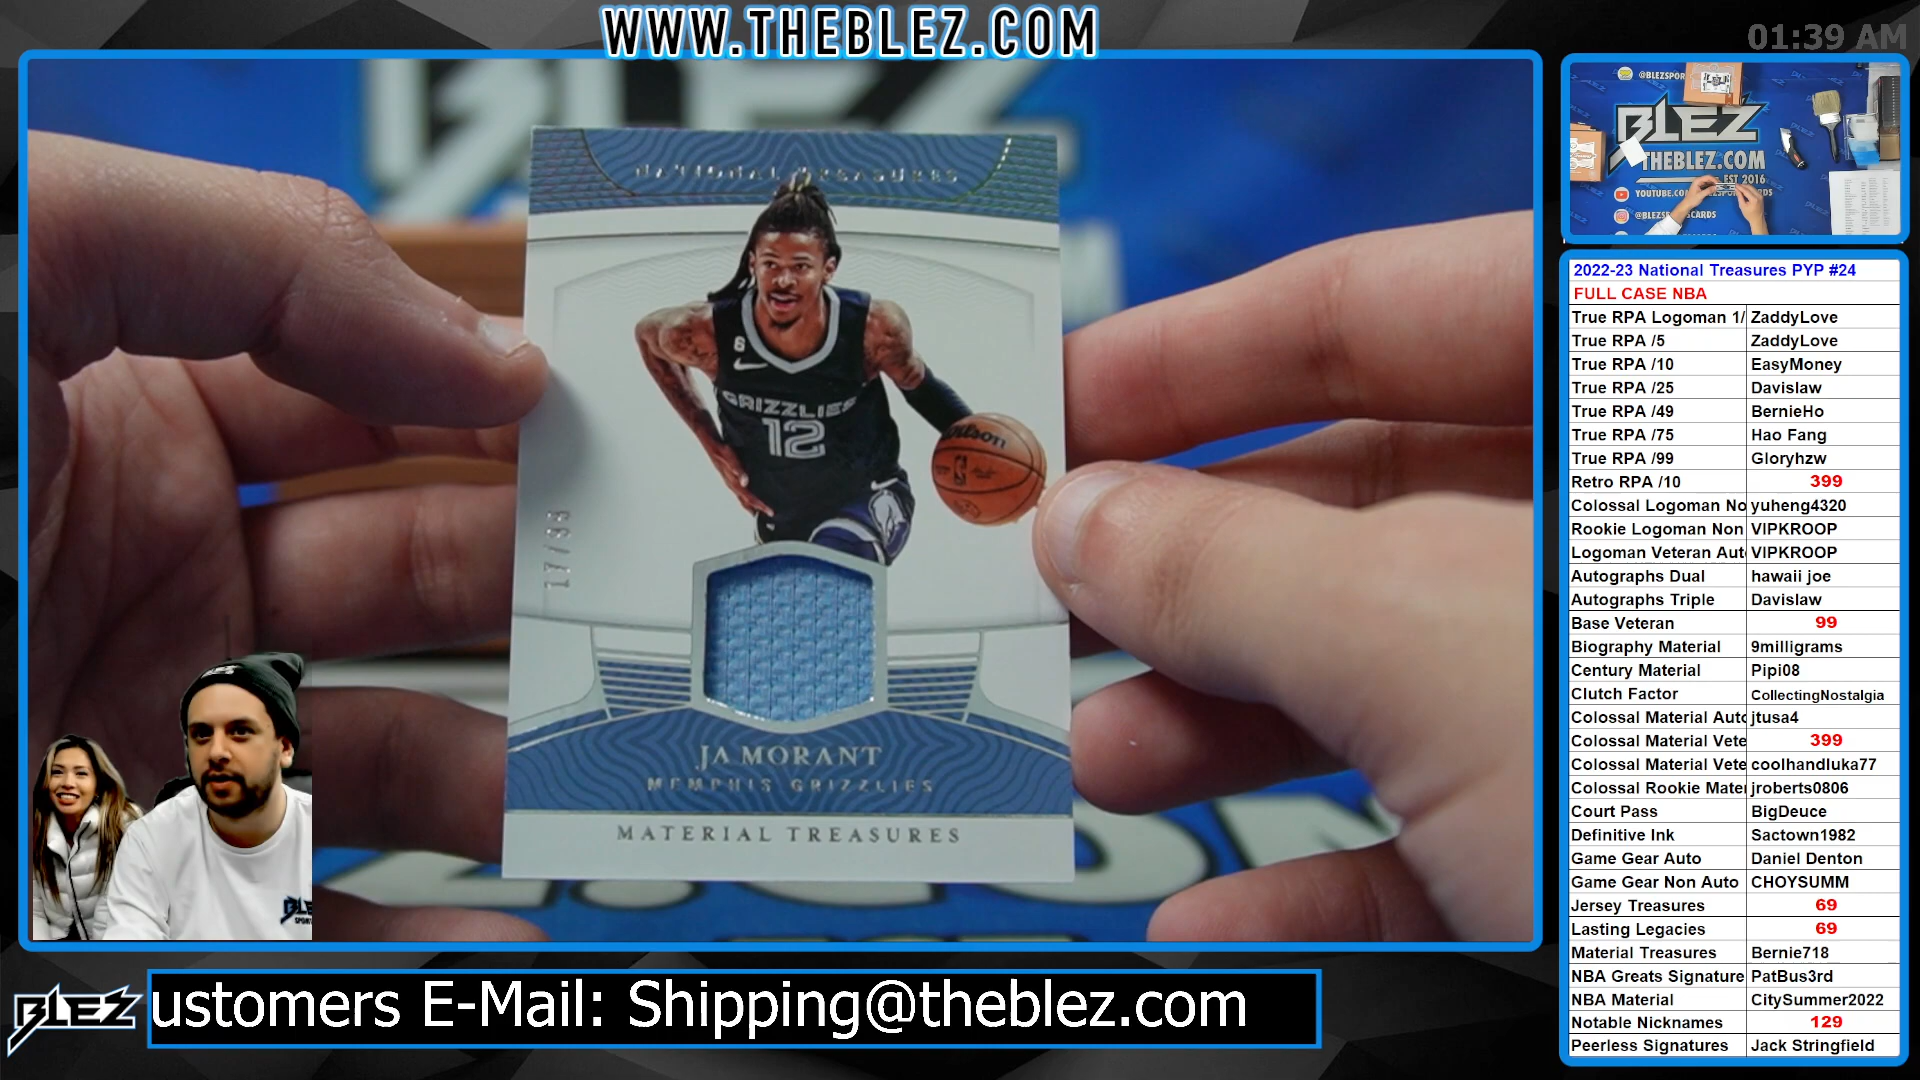 WWW.THEBLEZ.COM
01:39 AM
NATIONAL TREASURES
6
GRIZZLIES
12
Wilson
JA MORANT
MEMPHIS GRIZZLIES
MATERIAL TREASURES
BLEZ
ustomers E-Mail: Shipping@theblez.com
BLEZ
THEBLEZ.COM
EST 2016
2022-23 National Treasures PYP #24
FULL CASE NBA
True RPA Logoman 1/ ZaddyLove
True RPA /5 ZaddyLove
True RPA /10 EasyMoney
True RPA /25 Davislaw
True RPA /49 BernieHo
True RPA /75 Hao Fang
True RPA /99 Gloryhzw
Retro RPA /10 399
Colossal Logoman No yuheng4320
Rookie Logoman Non VIPKROOP
Logoman Veteran Aut VIPKROOP
Autographs Dual hawaii joe
Autographs Triple Davislaw
Base Veteran 99
Biography Material 9milligrams
Century Material Pipi08
Clutch Factor CollectingNostalgia
Colossal Material Auto jtusa4
Colossal Material Vete 399
Colossal Material Vete coolhandluka77
Colossal Rookie Mater jroberts0806
Court Pass BigDeuce
Definitive Ink Sactown1982
Game Gear Auto Daniel Denton
Game Gear Non Auto CHOYSUMM
Jersey Treasures 69
Lasting Legacies 69
Material Treasures Bernie718
NBA Greats Signature PatBus3rd
NBA Material CitySummer2022
Notable Nicknames 129
Peerless Signatures Jack Stringfield